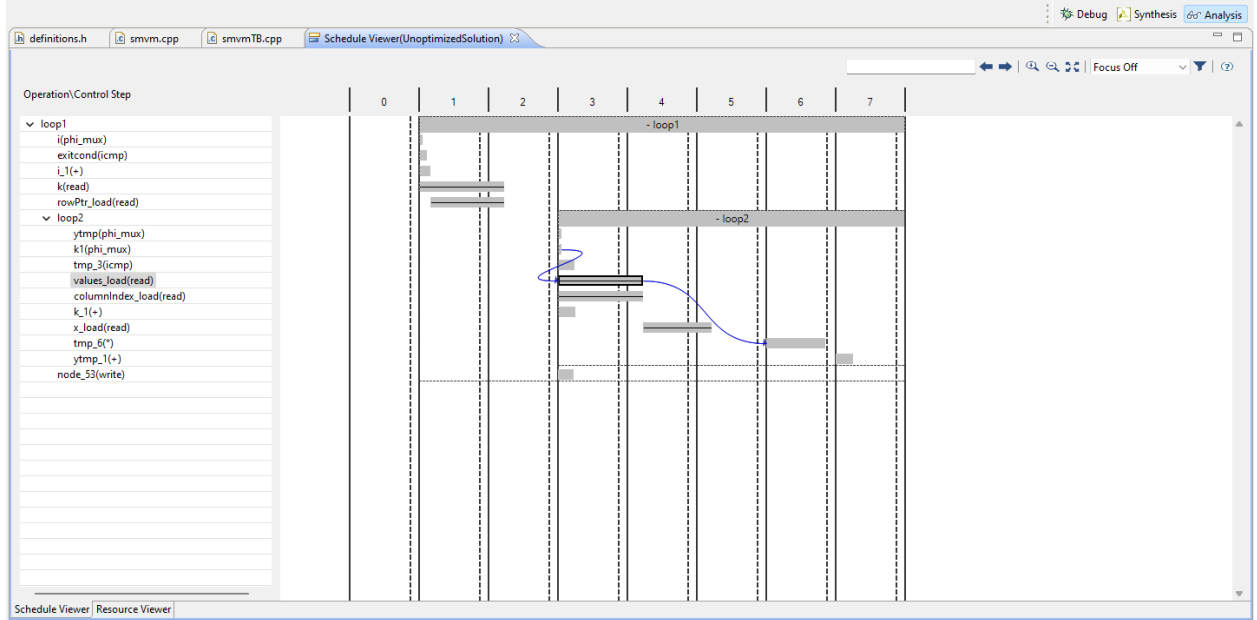 Debug Synthesis Analysis
definitions.h smvm.cpp smvmTB.cpp Schedule Viewer(UnoptimizedSolution)
Focus Off
Operation\Control Step 0 1 2 3 4 5 6 7
loop1 - loop1
i(phi_mux)
exitcond(icmp)
i_1(+)
k(read)
rowPtr_load(read)
loop2 - loop2
ytmp(phi_mux)
k1(phi_mux)
tmp_3(icmp)
values_load(read)
columnIndex_load(read)
k_1(+)
x_load(read)
tmp_6(*)
ytmp_1(+)
node_53(write)
Schedule Viewer Resource Viewer